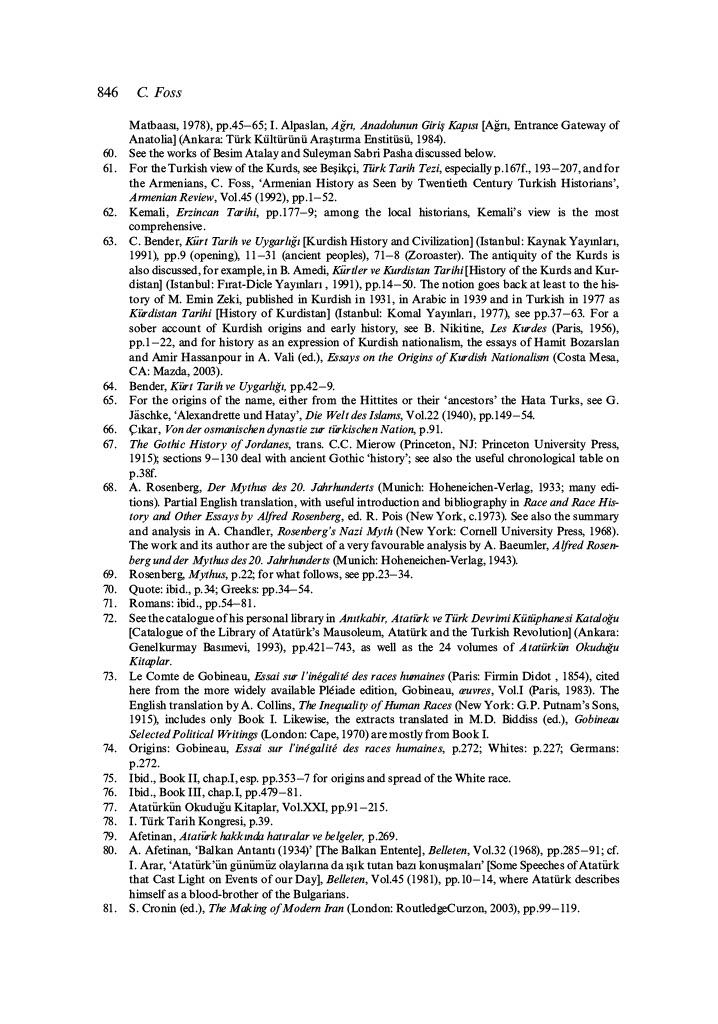 846 C. Foss
Matbaası, 1978), pp.45–65; I. Alpaslan, Ağrı, Anadolunun Giriş Kapısı [Ağrı, Entrance Gateway of
Anatolia] (Ankara: Türk Kültürünü Araştırma Enstitüsü, 1984).
60. See the works of Besim Atalay and Suleyman Sabri Pasha discussed below.
61. For the Turkish view of the Kurds, see Beşikçi, Türk Tarih Tezi, especially p.167f., 193–207, and for
the Armenians, C. Foss, ‘Armenian History as Seen by Twentieth Century Turkish Historians’,
Armenian Review, Vol.45 (1992), pp.1–52.
62. Kemali, Erzincan Tarihi, pp.177–9; among the local historians, Kemali’s view is the most
comprehensive.
63. C. Bender, Kürt Tarih ve Uygarlığı [Kurdish History and Civilization] (Istanbul: Kaynak Yayınları,
1991), pp.9 (opening), 11–31 (ancient peoples), 71–8 (Zoroaster). The antiquity of the Kurds is
also discussed, for example, in B. Amedi, Kürtler ve Kurdistan Tarihi [History of the Kurds and Kur-
distan] (Istanbul: Fırat-Dicle Yayınları , 1991), pp.14–50. The notion goes back at least to the his-
tory of M. Emin Zeki, published in Kurdish in 1931, in Arabic in 1939 and in Turkish in 1977 as
Kürdistan Tarihi [History of Kurdistan] (Istanbul: Komal Yayınları, 1977), see pp.37–63. For a
sober account of Kurdish origins and early history, see B. Nikitine, Les Kurdes (Paris, 1956),
pp.1–22, and for history as an expression of Kurdish nationalism, the essays of Hamit Bozarslan
and Amir Hassanpour in A. Vali (ed.), Essays on the Origins of Kurdish Nationalism (Costa Mesa,
CA: Mazda, 2003).
64. Bender, Kürt Tarih ve Uygarlığı, pp.42–9.
65. For the origins of the name, either from the Hittites or their ‘ancestors’ the Hata Turks, see G.
Jäschke, ‘Alexandrette und Hatay’, Die Welt des Islams, Vol.22 (1940), pp.149–54.
66. Çıkar, Von der osmanischen dynastie zur türkischen Nation, p.91.
67. The Gothic History of Jordanes, trans. C.C. Mierow (Princeton, NJ: Princeton University Press,
1915); sections 9–130 deal with ancient Gothic ‘history’; see also the useful chronological table on
p.38f.
68. A. Rosenberg, Der Mythus des 20. Jahrhunderts (Munich: Hoheneichen-Verlag, 1933; many edi-
tions). Partial English translation, with useful introduction and bibliography in Race and Race His-
tory and Other Essays by Alfred Rosenberg, ed. R. Pois (New York, c.1973). See also the summary
and analysis in A. Chandler, Rosenberg’s Nazi Myth (New York: Cornell University Press, 1968).
The work and its author are the subject of a very favourable analysis by A. Baeumler, Alfred Rosen-
berg und der Mythus des 20. Jahrhunderts (Munich: Hoheneichen-Verlag, 1943).
69. Rosenberg, Mythus, p.22; for what follows, see pp.23–34.
70. Quote: ibid., p.34; Greeks: pp.34–54.
71. Romans: ibid., pp.54–81.
72. See the catalogue of his personal library in Anıtkabir, Atatürk ve Türk Devrimi Kütüphanesi Kataloğu
[Catalogue of the Library of Atatürk’s Mausoleum, Atatürk and the Turkish Revolution] (Ankara:
Genelkurmay Basımevi, 1993), pp.421–743, as well as the 24 volumes of Atatürkün Okuduğu
Kitaplar.
73. Le Comte de Gobineau, Essai sur l’inégalité des races humaines (Paris: Firmin Didot , 1854), cited
here from the more widely available Pléiade edition, Gobineau, œuvres, Vol.I (Paris, 1983). The
English translation by A. Collins, The Inequality of Human Races (New York: G.P. Putnam’s Sons,
1915), includes only Book I. Likewise, the extracts translated in M.D. Biddiss (ed.), Gobineau
Selected Political Writings (London: Cape, 1970) are mostly from Book I.
74. Origins: Gobineau, Essai sur l’inégalité des races humaines, p.272; Whites: p.227; Germans:
p.272.
75. Ibid., Book II, chap.I, esp. pp.353–7 for origins and spread of the White race.
76. Ibid., Book III, chap.I, pp.479–81.
77. Atatürkün Okuduğu Kitaplar, Vol.XXI, pp.91–215.
78. I. Türk Tarih Kongresi, p.39.
79. Afetinan, Atatürk hakkında hatıralar ve belgeler, p.269.
80. A. Afetinan, ‘Balkan Antantı (1934)’ [The Balkan Entente], Belleten, Vol.32 (1968), pp.285–91; cf.
I. Arar, ‘Atatürk’ün günümüz olaylarına da ışık tutan bazı konuşmaları’ [Some Speeches of Atatürk
that Cast Light on Events of our Day], Belleten, Vol.45 (1981), pp.10–14, where Atatürk describes
himself as a blood-brother of the Bulgarians.
81. S. Cronin (ed.), The Making of Modern Iran (London: RoutledgeCurzon, 2003), pp.99–119.